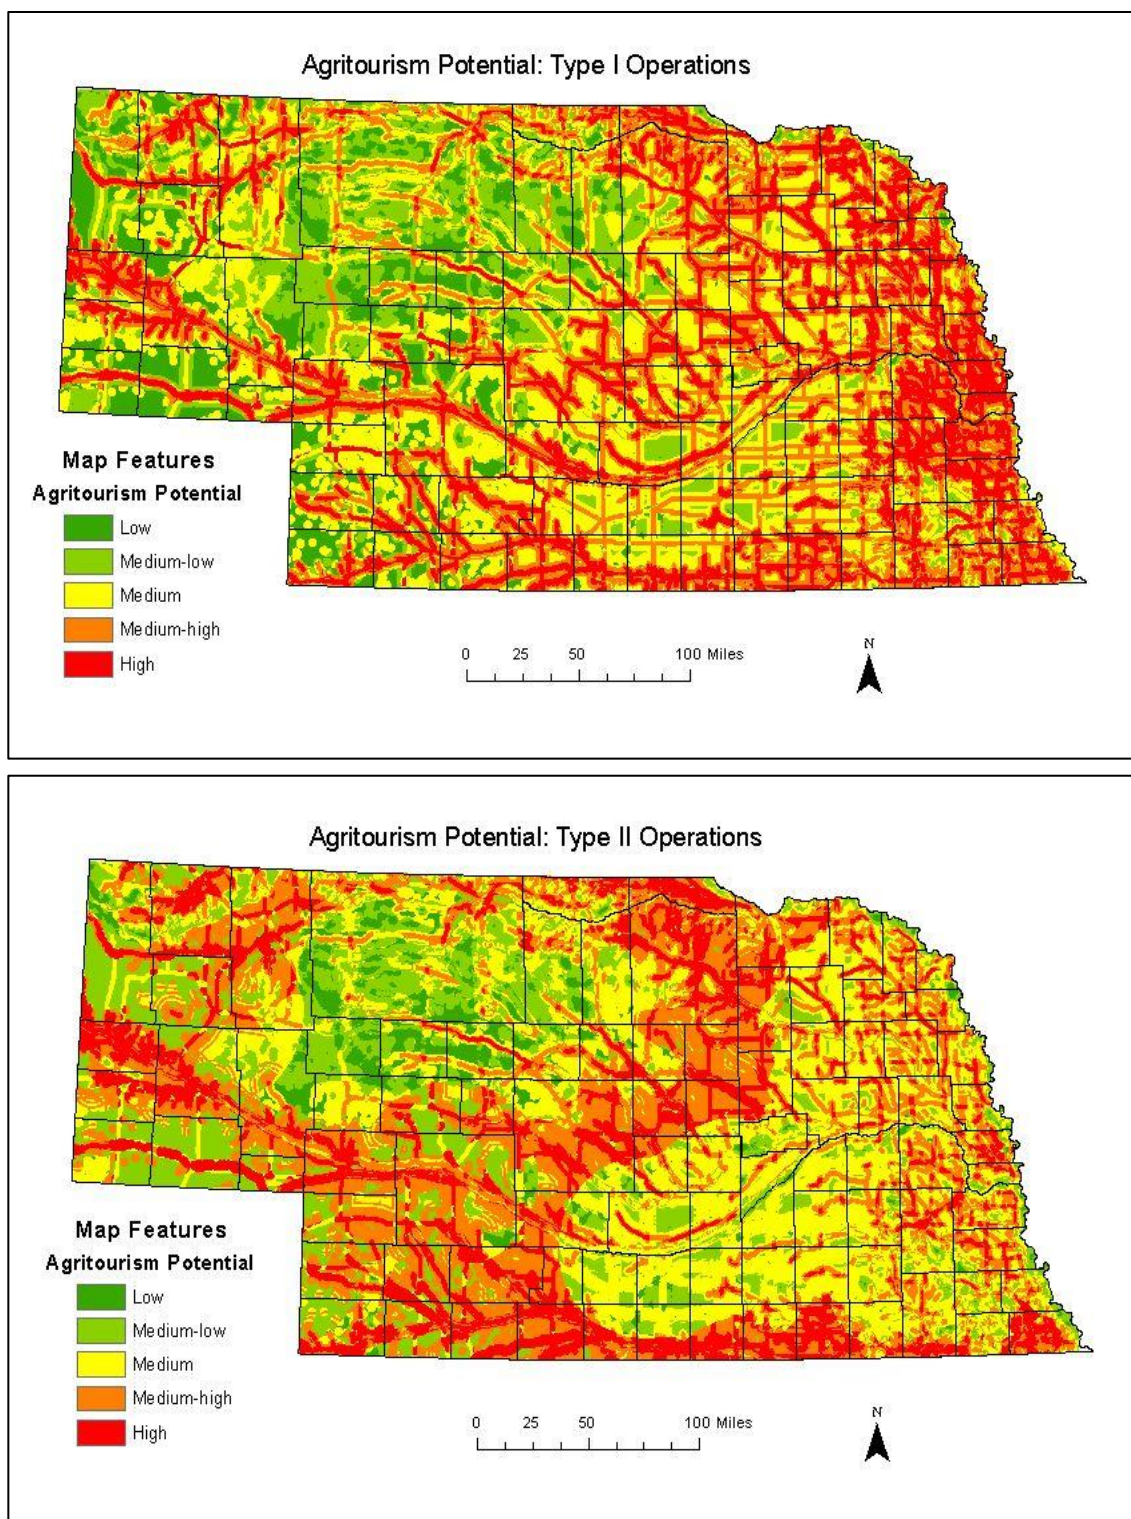 Agritourism Potential: Type I Operations
Map Features
Agritourism Potential
Low
Medium-low
Medium
Medium-high
High
0 25 50 100 Miles
N
Agritourism Potential: Type II Operations
Map Features
Agritourism Potential
Low
Medium-low
Medium
Medium-high
High
0 25 50 100 Miles
N